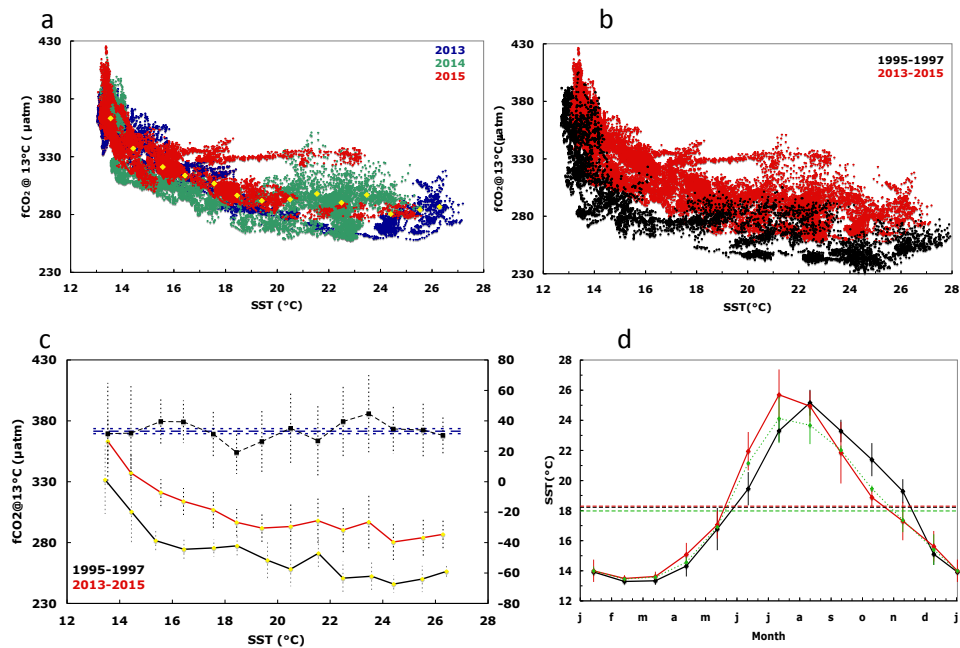 a
430
380
330
280
230
fCO₂ @ 13°C ( µatm)
2013
2014
2015
12 14 16 18 20 22 24 26 28
SST (°C)
b
430
380
330
280
230
fCO₂@13°C(µatm)
1995-1997
2013-2015
12 14 16 18 20 22 24 26 28
SST(°C)
c
430
380
330
280
230
fCO2@13°C (µatm)
80
60
40
20
0
-20
-40
-60
-80
1995-1997
2013-2015
12 14 16 18 20 22 24 26 28
SST (°C)
d
28
26
24
22
20
18
16
14
12
SST(°C)
j f m a m j j a s o n d j
Month